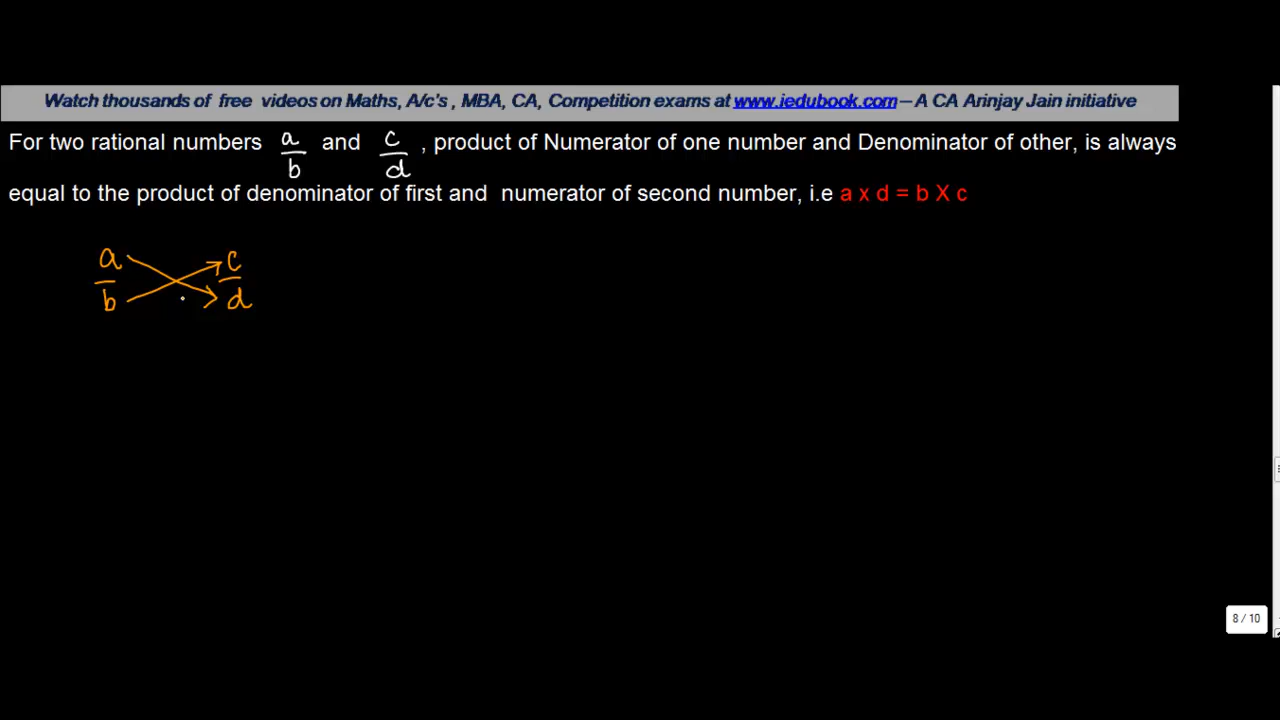 Watch thousands of free videos on Maths, A/c's , MBA, CA, Competition exams at www.iedubook.com – A CA Arinjay Jain initiative
For two rational numbers a/b and c/d , product of Numerator of one number and Denominator of other, is always
equal to the product of denominator of first and numerator of second number, i.e a x d = b X c
a c
b d
8 / 10